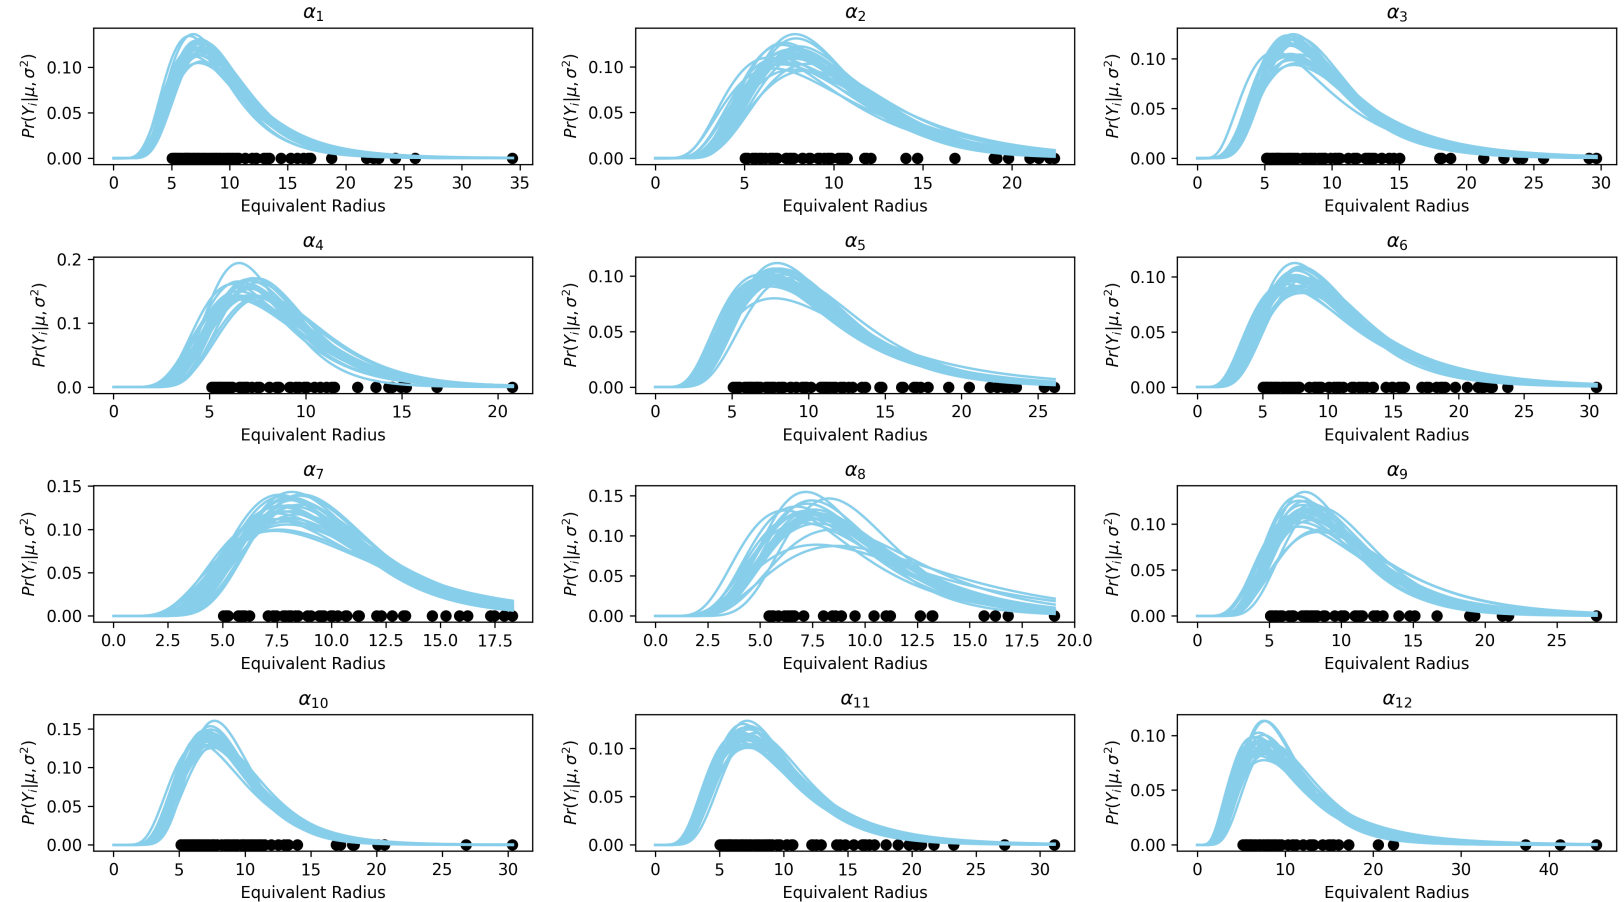 α1 α2 α3
Pr(Yi|μ, σ²) 0.10 0.05 0.00
0 5 10 15 20 25 30 35
Equivalent Radius
Pr(Yi|μ, σ²) 0.10 0.05 0.00
0 5 10 15 20
Equivalent Radius
Pr(Yi|μ, σ²) 0.10 0.05 0.00
0 5 10 15 20 25 30
Equivalent Radius
α4 α5 α6
Pr(Yi|μ, σ²) 0.2 0.1 0.0
0 5 10 15 20
Equivalent Radius
Pr(Yi|μ, σ²) 0.10 0.05 0.00
0 5 10 15 20 25
Equivalent Radius
Pr(Yi|μ, σ²) 0.10 0.05 0.00
0 5 10 15 20 25 30
Equivalent Radius
α7 α8 α9
Pr(Yi|μ, σ²) 0.15 0.10 0.05 0.00
0.0 2.5 5.0 7.5 10.0 12.5 15.0 17.5
Equivalent Radius
Pr(Yi|μ, σ²) 0.15 0.10 0.05 0.00
0.0 2.5 5.0 7.5 10.0 12.5 15.0 17.5 20.0
Equivalent Radius
Pr(Yi|μ, σ²) 0.10 0.05 0.00
5 10 15 20 25
0
Equivalent Radius
α10 α11 α12
Pr(Yi|μ, σ²) 0.15 0.10 0.05 0.00
0 5 10 15 20 25 30
Equivalent Radius
Pr(Yi|μ, σ²) 0.10 0.05 0.00
0 5 10 15 20 25 30
Equivalent Radius
Pr(Yi|μ, σ²) 0.10 0.05 0.00
0 10 20 30 40
Equivalent Radius